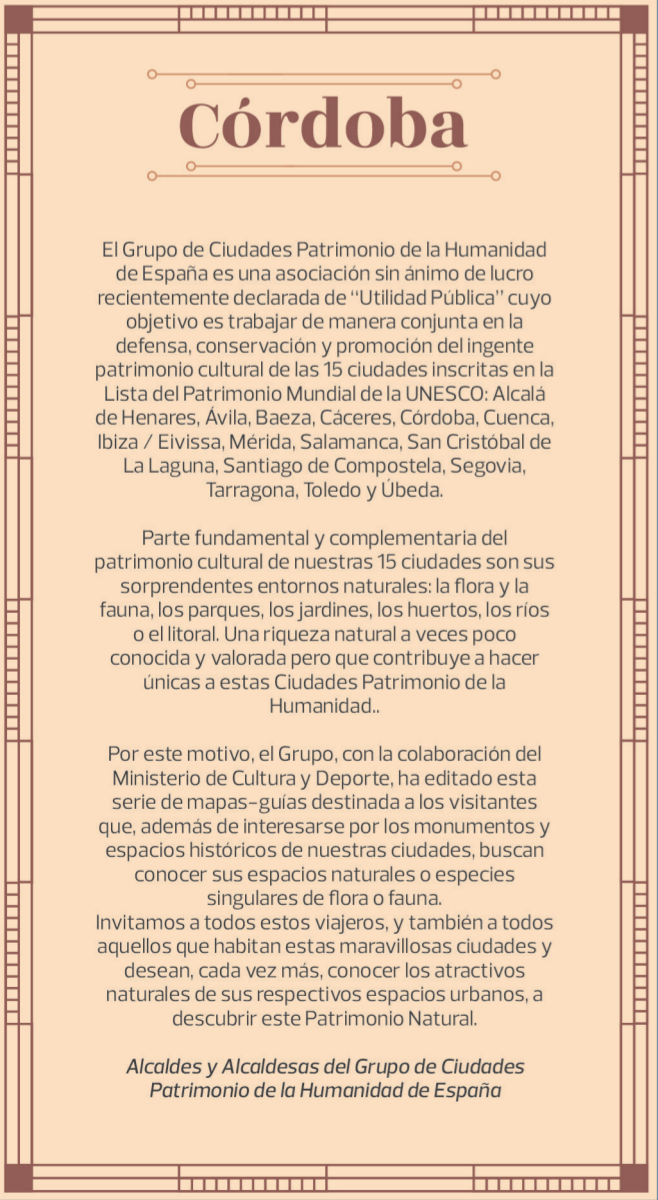 Córdoba
El Grupo de Ciudades Patrimonio de la Humanidad
de España es una asociación sin ánimo de lucro
recientemente declarada de “Utilidad Pública” cuyo
objetivo es trabajar de manera conjunta en la
defensa, conservación y promoción del ingente
patrimonio cultural de las 15 ciudades inscritas en la
Lista del Patrimonio Mundial de la UNESCO: Alcalá
de Henares, Ávila, Baeza, Cáceres, Córdoba, Cuenca,
Ibiza / Eivissa, Mérida, Salamanca, San Cristóbal de
La Laguna, Santiago de Compostela, Segovia,
Tarragona, Toledo y Úbeda.
Parte fundamental y complementaria del
patrimonio cultural de nuestras 15 ciudades son sus
sorprendentes entornos naturales: la flora y la
fauna, los parques, los jardines, los huertos, los ríos
o el litoral. Una riqueza natural a veces poco
conocida y valorada pero que contribuye a hacer
únicas a estas Ciudades Patrimonio de la
Humanidad..
Por este motivo, el Grupo, con la colaboración del
Ministerio de Cultura y Deporte, ha editado esta
serie de mapas-guías destinada a los visitantes
que, además de interesarse por los monumentos y
espacios históricos de nuestras ciudades, buscan
conocer sus espacios naturales o especies
singulares de flora o fauna.
Invitamos a todos estos viajeros, y también a todos
aquellos que habitan estas maravillosas ciudades y
desean, cada vez más, conocer los atractivos
naturales de sus respectivos espacios urbanos, a
descubrir este Patrimonio Natural.
Alcaldes y Alcaldesas del Grupo de Ciudades
Patrimonio de la Humanidad de España